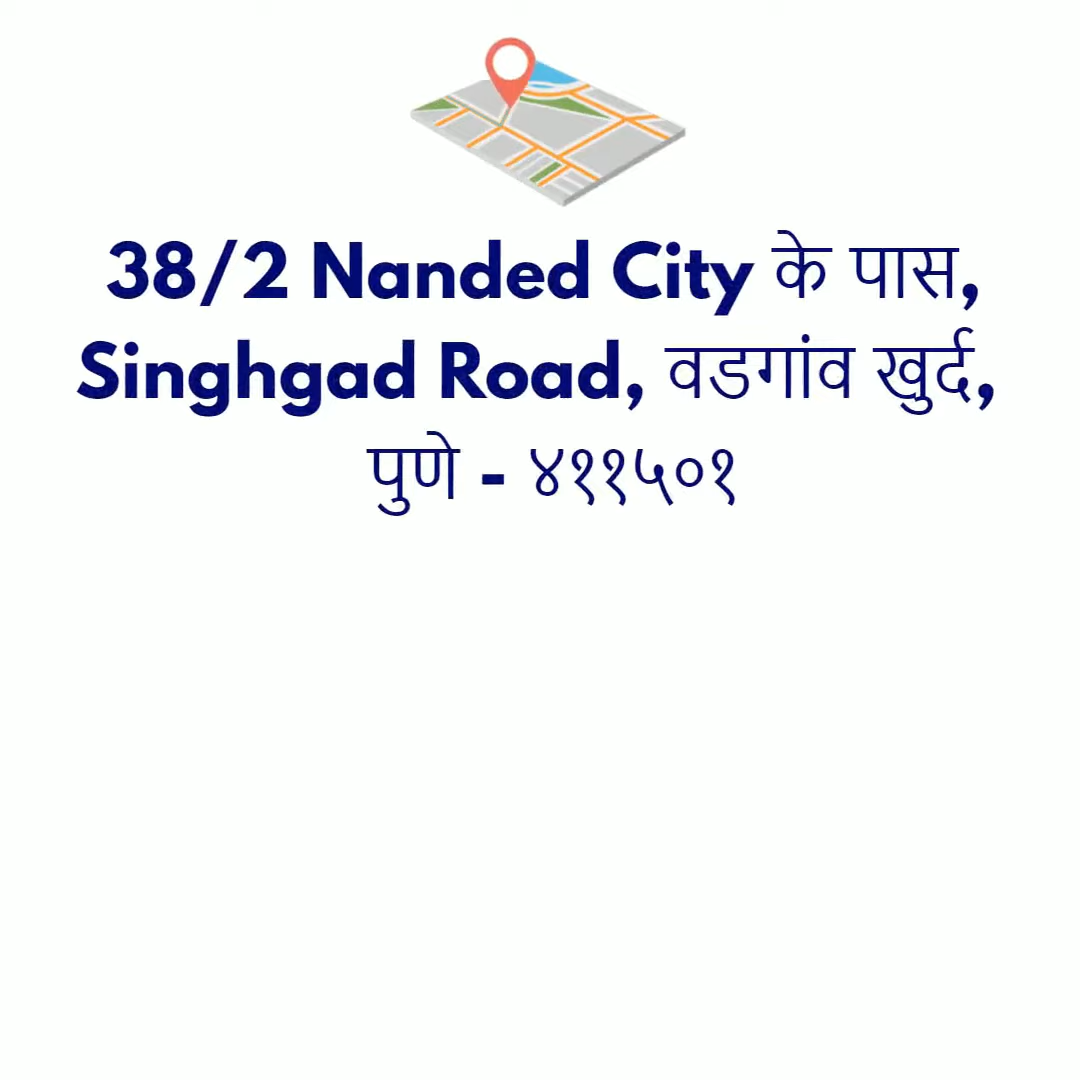 38/2 Nanded City के पास,
Singhgad Road, वडगांव खुर्द,
पुणे - ४११५०१